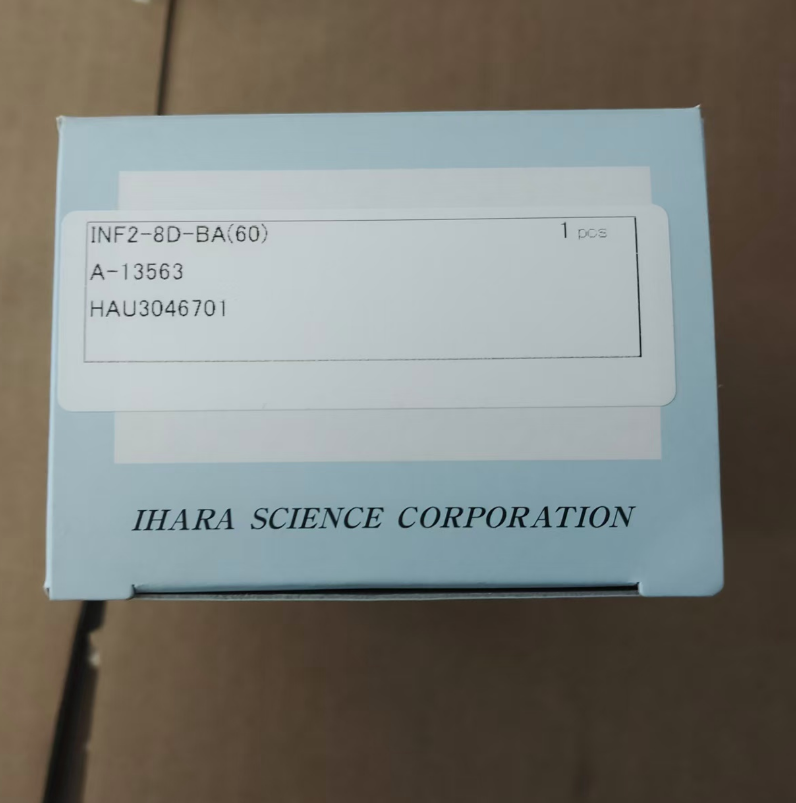 INF2-8D-BA(60) 1 pcs
A-13563
HAU3046701
IHARA SCIENCE CORPORATION